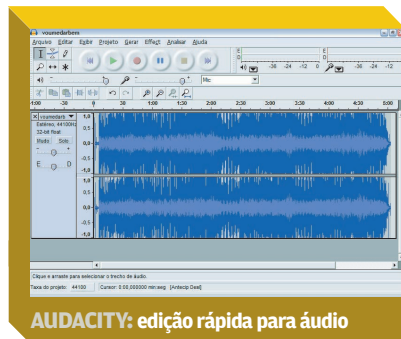 vounemedarbem
Arquivo Editar Exibir Projeto Gerar Effect Analisar Ajuda
E
D
-36 -24 -12 0
E
D
-36 -24 -12
Mic
-1:00 -30 0 30 1:00 1:30 2:00 2:30 3:00 3:30 4:00 4:30 5:00
vounedarb
Estéreo, 44100Hz
32-bit float
Mudo Solo
- +
E D
1,0
0,5
0,0
-0,5
-1,0
1,0
0,5
0,0
-0,5
-1,0
Clique e arraste para selecionar o trecho de áudio.
Taxa do projeto: 44100 Cursor: 0:00,000000 min:seg [Antecip Desl]
AUDACITY: edição rápida para áudio